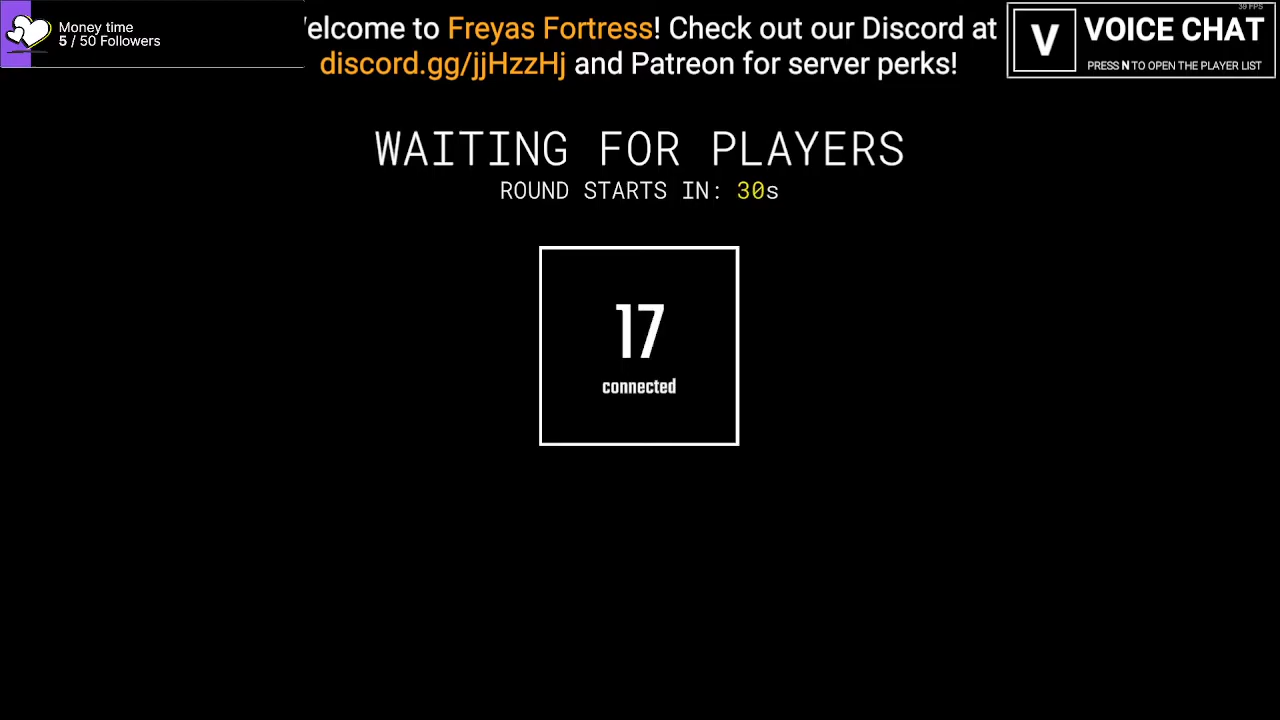 Money time
5 / 50 Followers
elcome to Freyas Fortress! Check out our Discord at
discord.gg/jjHzzHj and Patreon for server perks!
39 FPS
V
VOICE CHAT
PRESS N TO OPEN THE PLAYER LIST
WAITING FOR PLAYERS
ROUND STARTS IN: 30s
17
connected